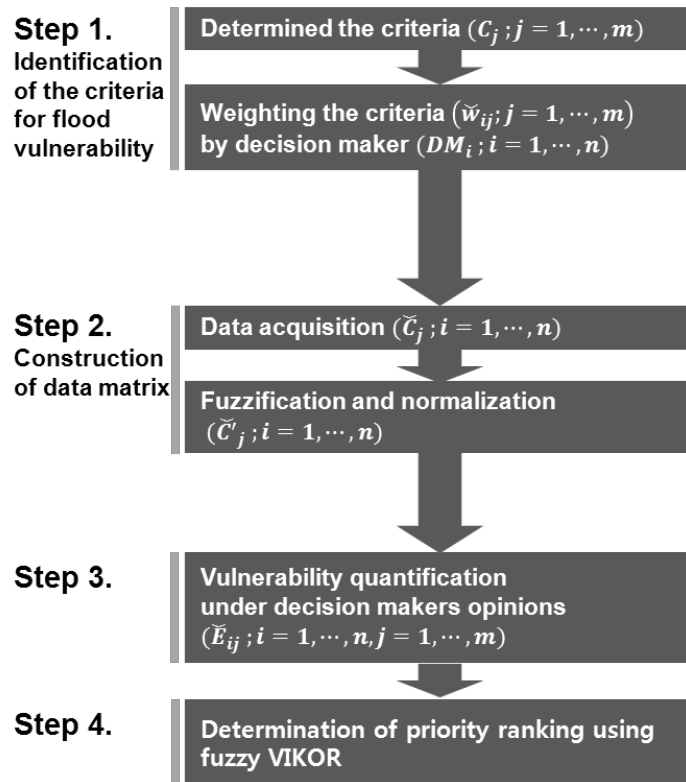 Step 1.
Identification
of the criteria
for flood
vulnerability
Determined the criteria (C_j ; j = 1, ⋯, m)
Weighting the criteria (w̆_ij; j = 1, ⋯, m)
by decision maker (DM_i ; i = 1, ⋯, n)
Step 2.
Construction
of data matrix
Data acquisition (C̆_j ; i = 1, ⋯, n)
Fuzzification and normalization
(C̆'_j ; i = 1, ⋯, n)
Step 3.
Vulnerability quantification
under decision makers opinions
(Ĕ_ij ; i = 1, ⋯, n, j = 1, ⋯, m)
Step 4.
Determination of priority ranking using
fuzzy VIKOR